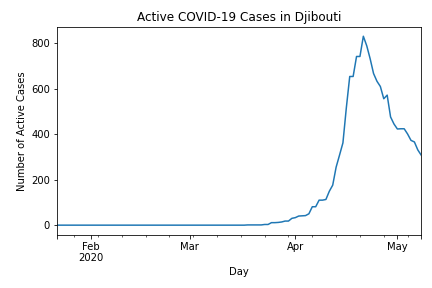 Active COVID-19 Cases in Djibouti
800
600
400
200
0
Number of Active Cases
Feb
2020
Mar
Apr
May
Day